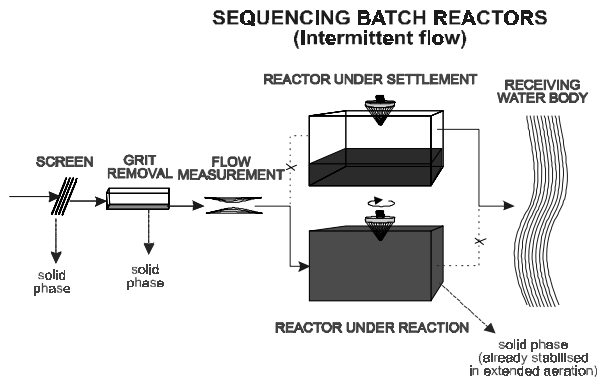 SEQUENCING BATCH REACTORS
(Intermittent flow)
REACTOR UNDER SETTLEMENT
RECEIVING
WATER BODY
SCREEN
GRIT
REMOVAL
FLOW
MEASUREMENT
X
X
solid
phase
solid
phase
REACTOR UNDER REACTION
solid phase
(already stabilised
in extended aeration)